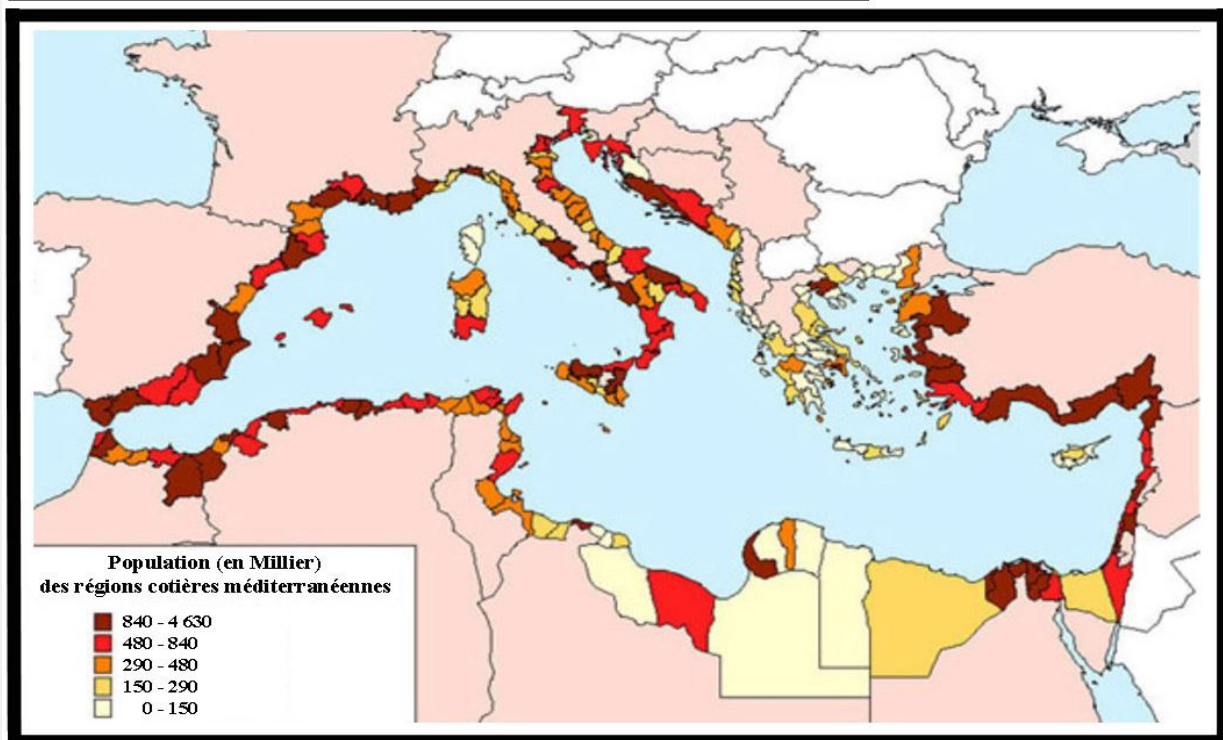 Population (en Millier)
des régions cotières méditerranéennes
840 - 4 630
480 - 840
290 - 480
150 - 290
0 - 150